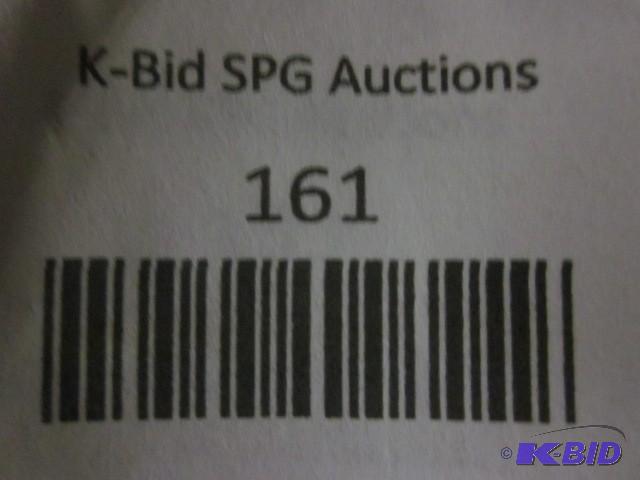 K-Bid SPG Auctions
161
© K-BID